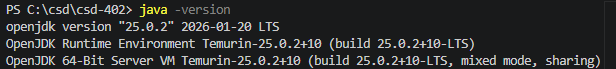 PS C:\csd\csd-402> java -version
openjdk version "25.0.2" 2026-01-20 LTS
OpenJDK Runtime Environment Temurin-25.0.2+10 (build 25.0.2+10-LTS)
OpenJDK 64-Bit Server VM Temurin-25.0.2+10 (build 25.0.2+10-LTS, mixed mode, sharing)